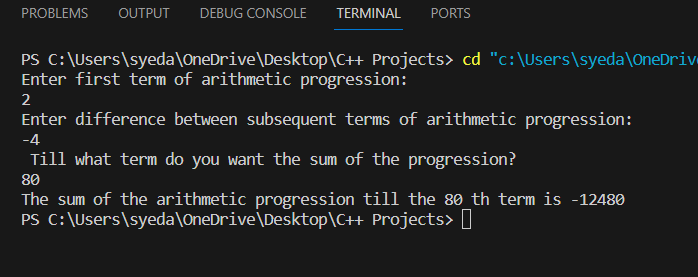 PROBLEMS OUTPUT DEBUG CONSOLE TERMINAL PORTS
PS C:\Users\syeda\OneDrive\Desktop\C++ Projects> cd "c:\Users\syeda\OneDrive
Enter first term of arithmetic progression:
2
Enter difference between subsequent terms of arithmetic progression:
-4
Till what term do you want the sum of the progression?
80
The sum of the arithmetic progression till the 80 th term is -12480
PS C:\Users\syeda\OneDrive\Desktop\C++ Projects>